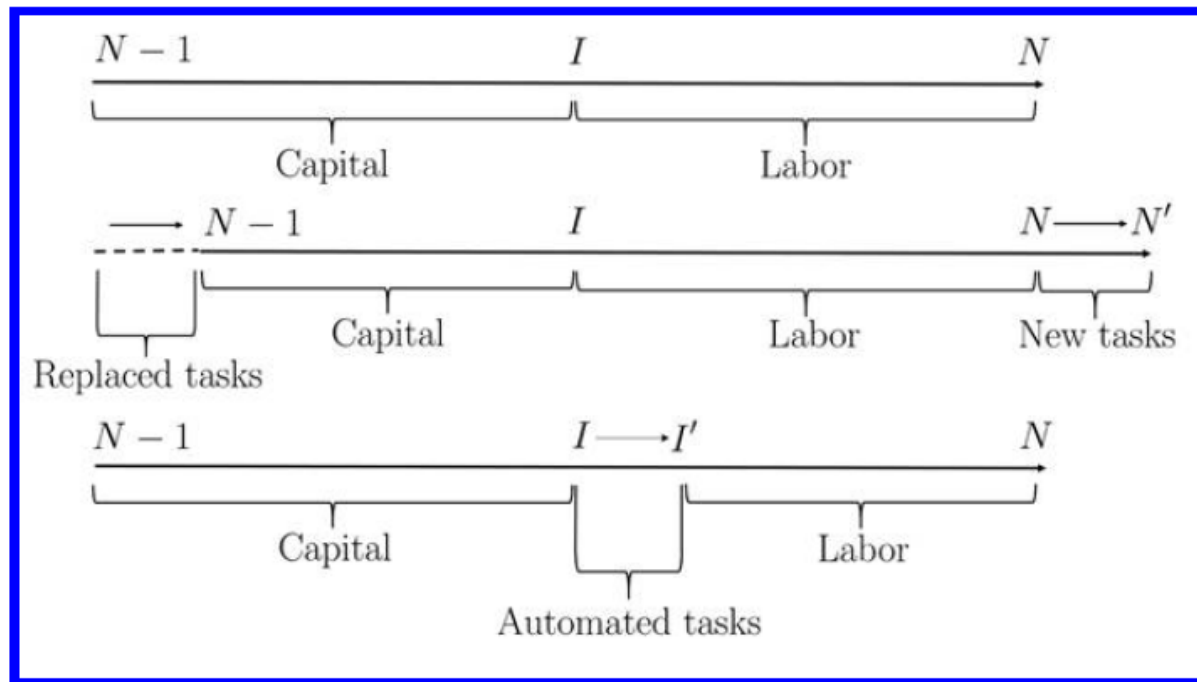 N − 1 I N
Capital Labor
N − 1 I N N′
Capital Labor New tasks
Replaced tasks
N − 1 I I′ N
Capital Labor
Automated tasks